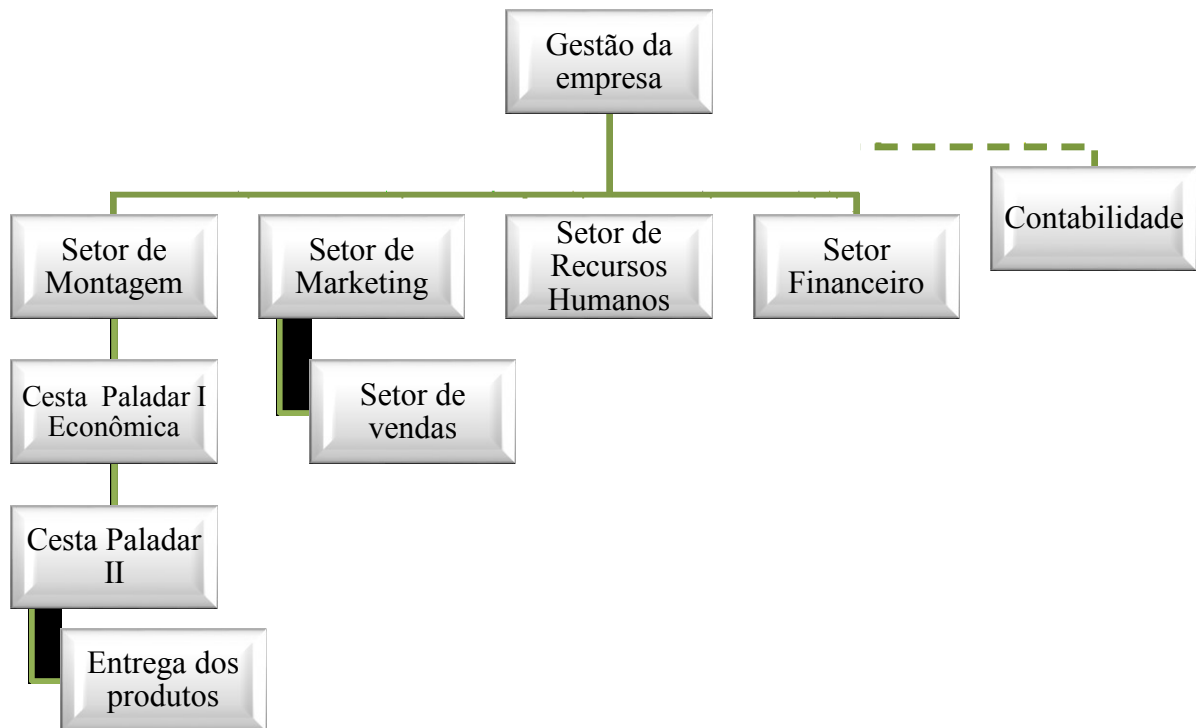 Gestão da
empresa
Contabilidade
Setor de
Montagem
Setor de
Marketing
Setor de
Recursos
Humanos
Setor
Financeiro
Cesta Paladar I
Econômica
Setor de
vendas
Cesta Paladar
II
Entrega dos
produtos